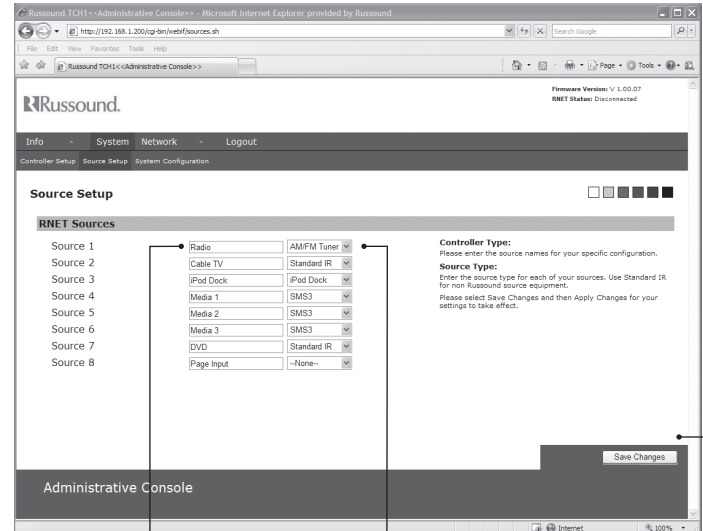 Russound TCH1<<Administrative Console>> - Microsoft Internet Explorer provided by Russound
http://192.168.1.200/cgi-bin/webif/sources.sh
Search Google
File Edit View Favorites Tools Help
Russound TCH1<<Administrative Console>>
Page Tools
Russound.
Firmware Version: V 1.00.07
RNET Status: Disconnected
Info - System Network - Logout
Controller Setup Source Setup System Configuration
Source Setup
RNET Sources
Source 1 Radio AM/FM Tuner
Source 2 Cable TV Standard IR
Source 3 iPod Dock iPod Dock
Source 4 Media 1 SMS3
Source 5 Media 2 SMS3
Source 6 Media 3 SMS3
Source 7 DVD Standard IR
Source 8 Page Input --None--
Controller Type:
Please enter the source names for your specific configuration.
Source Type:
Enter the source type for each of your sources. Use Standard IR
for non Russound source equipment.
Please select Save Changes and then Apply Changes for your
settings to take effect.
Save Changes
Administrative Console
Internet 100%